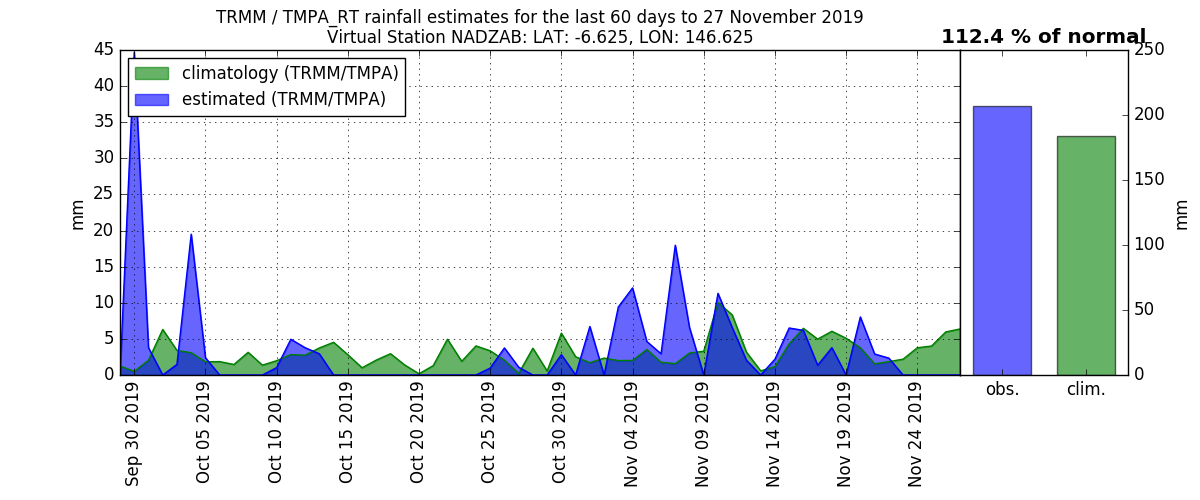 TRMM / TMPA_RT rainfall estimates for the last 60 days to 27 November 2019
Virtual Station NADZAB: LAT: -6.625, LON: 146.625
112.4 % of normal
climatology (TRMM/TMPA)
estimated (TRMM/TMPA)
mm
45
40
35
30
25
20
15
10
5
0
Sep 30 2019
Oct 05 2019
Oct 10 2019
Oct 15 2019
Oct 20 2019
Oct 25 2019
Oct 30 2019
Nov 04 2019
Nov 09 2019
Nov 14 2019
Nov 19 2019
Nov 24 2019
obs.
clim.
250
200
150
100
50
0
mm